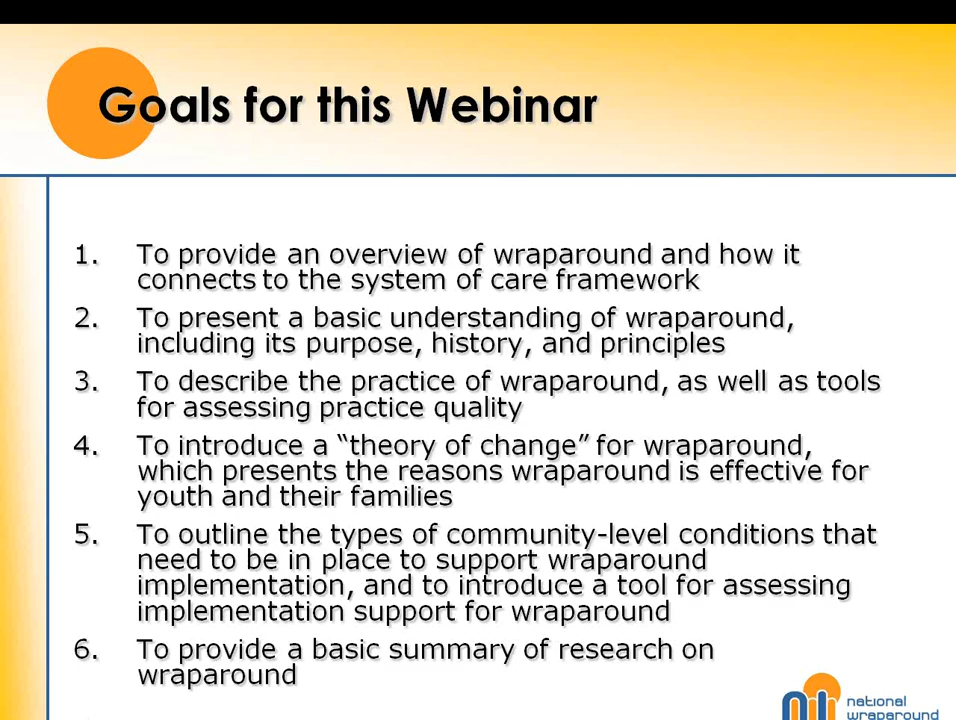 Goals for this Webinar
1. To provide an overview of wraparound and how it
connects to the system of care framework
2. To present a basic understanding of wraparound,
including its purpose, history, and principles
3. To describe the practice of wraparound, as well as tools
for assessing practice quality
4. To introduce a “theory of change” for wraparound,
which presents the reasons wraparound is effective for
youth and their families
5. To outline the types of community-level conditions that
need to be in place to support wraparound
implementation, and to introduce a tool for assessing
implementation support for wraparound
6. To provide a basic summary of research on
wraparound
national
wraparound